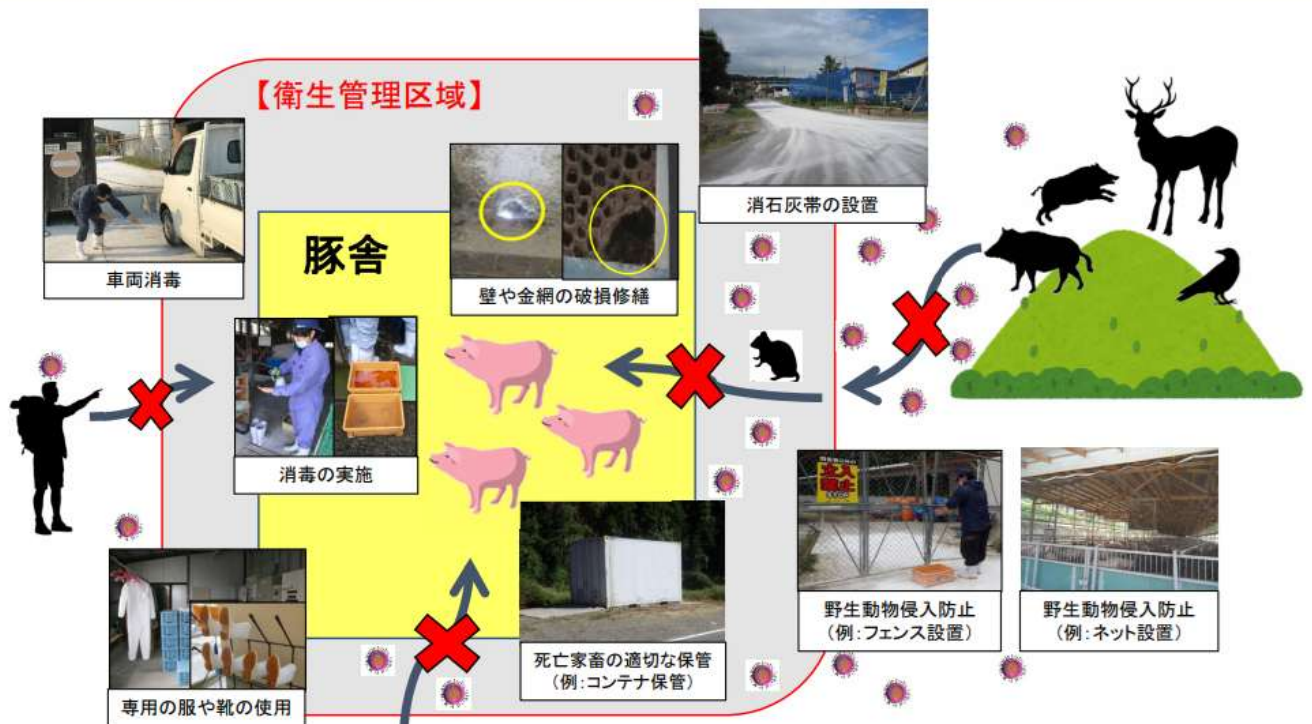 【衛生管理区域】
車両消毒
消石灰帯の設置
豚舎
壁や金網の破損修繕
消毒の実施
立入
禁止
野生動物侵入防止
(例:フェンス設置)
野生動物侵入防止
(例:ネット設置)
死亡家畜の適切な保管
(例:コンテナ保管)
専用の服や靴の使用